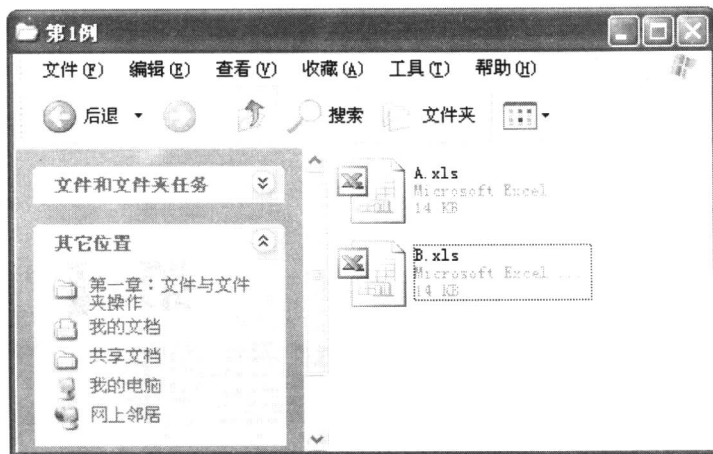 第1例
文件(F) 编辑(E) 查看(V) 收藏(A) 工具(T) 帮助(H)
后退 搜索 文件夹
文件和文件夹任务
其它位置
第一章：文件与文件
夹操作
我的文档
共享文档
我的电脑
网上邻居
A.xls
Microsoft Excel
14 KB
B.xls
Microsoft Excel ...
14 KB